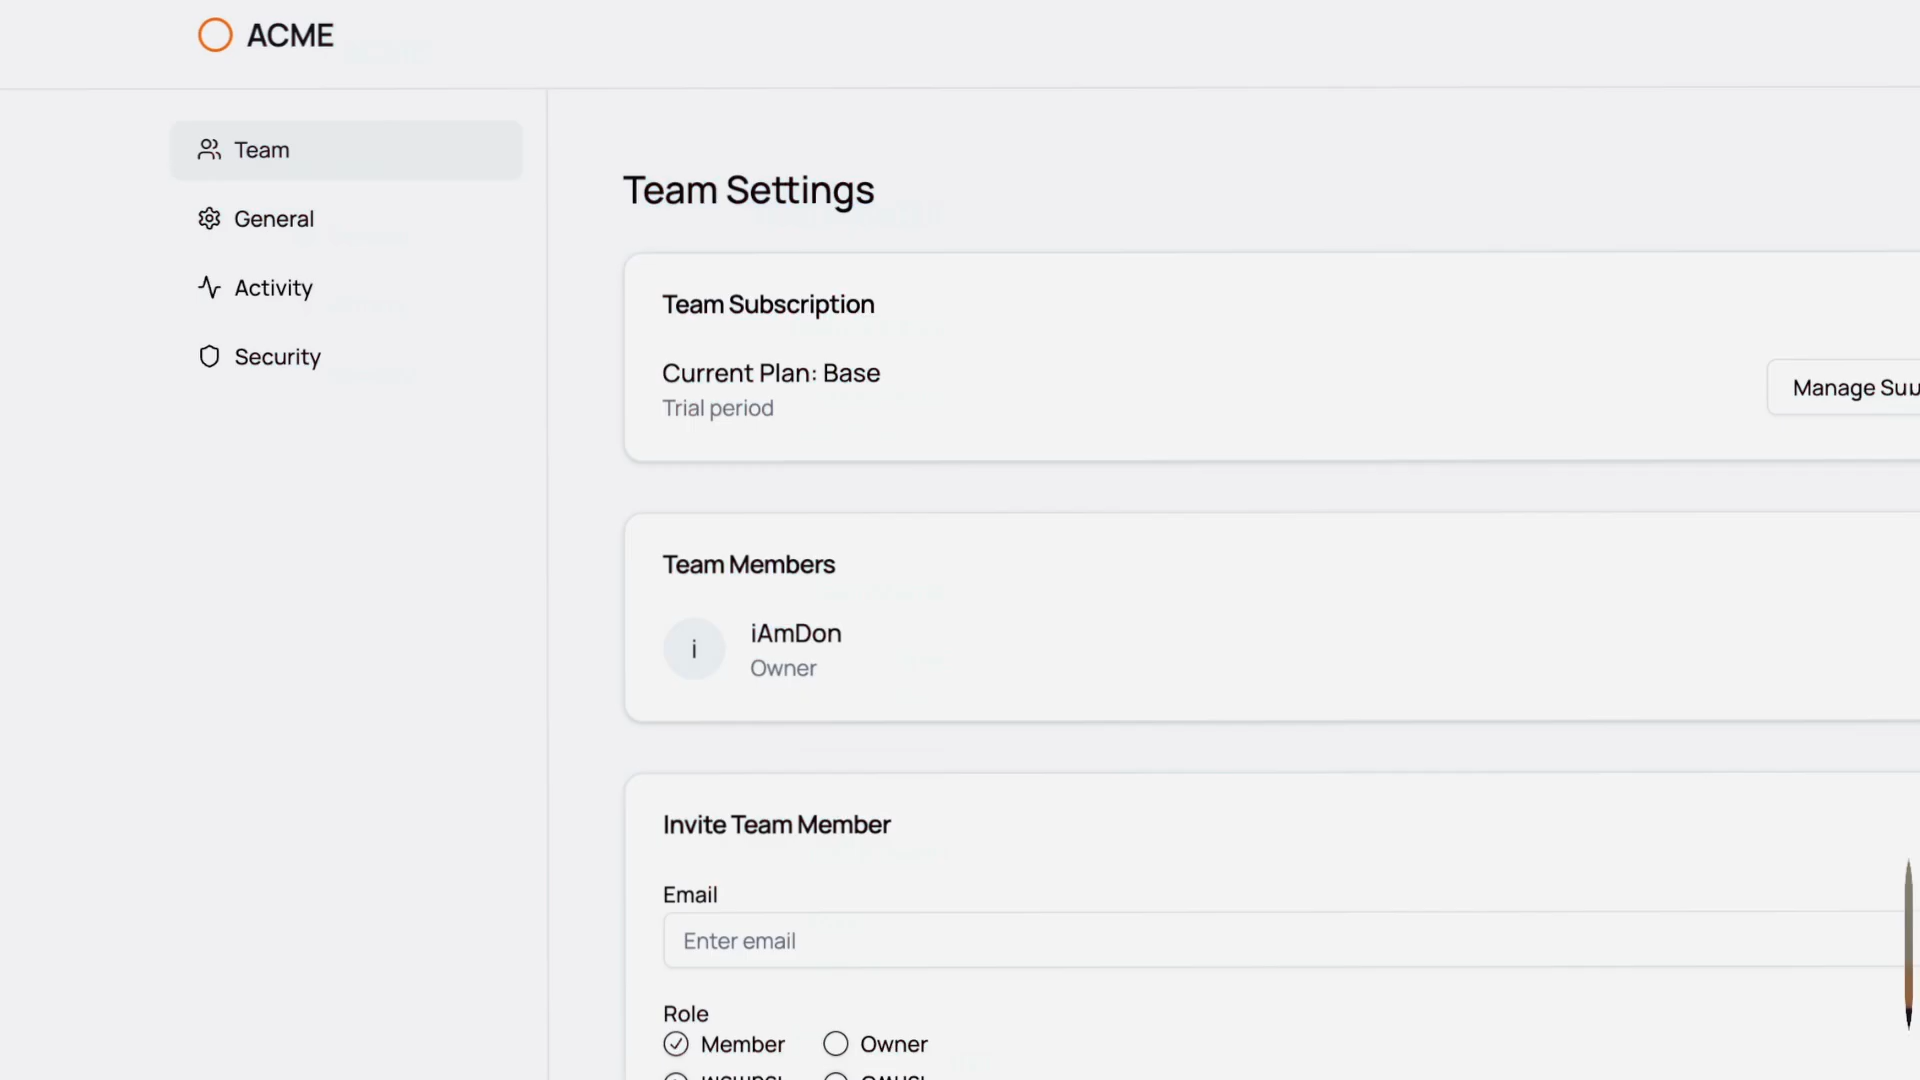 ACME
Team
General
Activity
Security
Team Settings
Team Subscription
Current Plan: Base
Trial period
Manage
Team Members
i
iAmDon
Owner
Invite Team Member
Email
Enter email
Role
Member
Owner